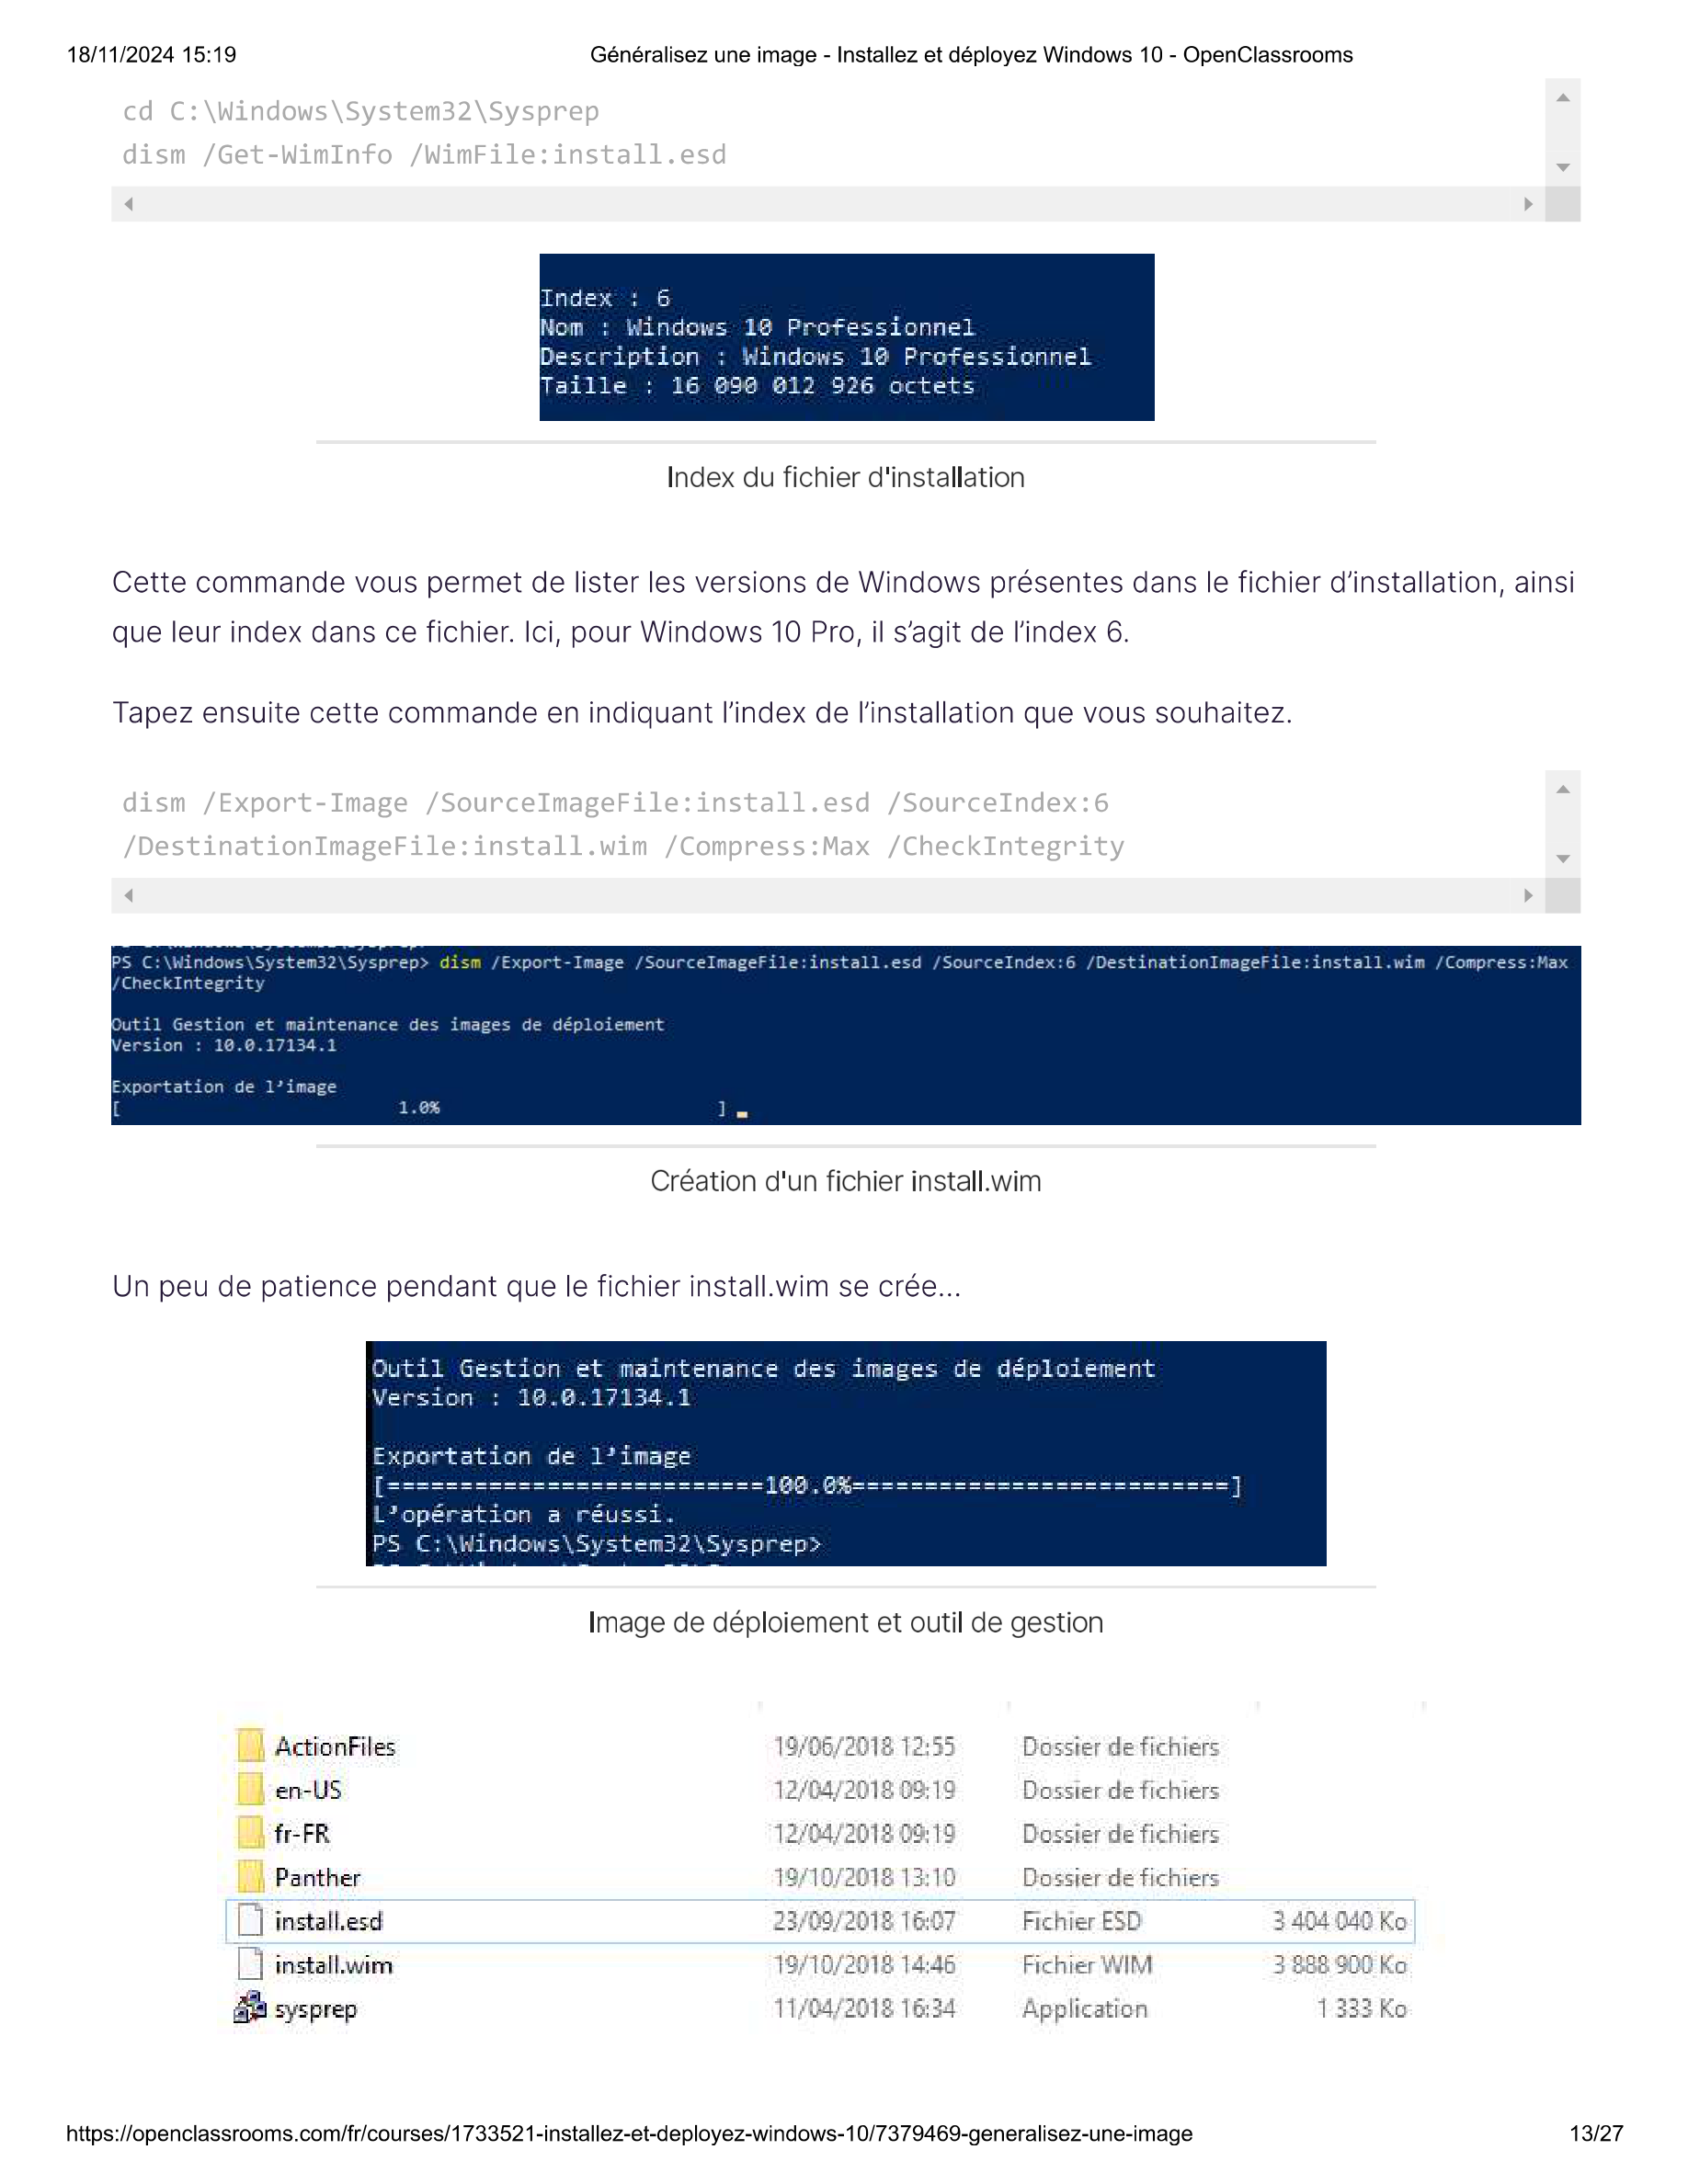 18/11/2024 15:19
Généralisez une image - Installez et déployez Windows 10 - OpenClassrooms
cd C:\Windows\System32\Sysprep
dism /Get-WimInfo /WimFile:install.esd
Index : 6
Nom : Windows 10 Professionnel
Description : Windows 10 Professionnel
Taille : 16 090 012 926 octets
Index du fichier d'installation
Cette commande vous permet de lister les versions de Windows présentes dans le fichier d’installation, ainsi
que leur index dans ce fichier. Ici, pour Windows 10 Pro, il s’agit de l’index 6.
Tapez ensuite cette commande en indiquant l’index de l’installation que vous souhaitez.
dism /Export-Image /SourceImageFile:install.esd /SourceIndex:6
/DestinationImageFile:install.wim /Compress:Max /CheckIntegrity
PS C:\Windows\System32\Sysprep> dism /Export-Image /SourceImageFile:install.esd /SourceIndex:6 /DestinationImageFile:install.wim /Compress:Max
/CheckIntegrity
Outil Gestion et maintenance des images de déploiement
Version : 10.0.17134.1
Exportation de l’image
[ 1.0% ]
Création d'un fichier install.wim
Un peu de patience pendant que le fichier install.wim se crée...
Outil Gestion et maintenance des images de déploiement
Version : 10.0.17134.1
Exportation de l’image
[==========================100.0%==========================]
L’opération a réussi.
PS C:\Windows\System32\Sysprep>
Image de déploiement et outil de gestion
ActionFiles 19/06/2018 12:55 Dossier de fichiers
en-US 12/04/2018 09:19 Dossier de fichiers
fr-FR 12/04/2018 09:19 Dossier de fichiers
Panther 19/10/2018 13:10 Dossier de fichiers
install.esd 23/09/2018 16:07 Fichier ESD 3 404 040 Ko
install.wim 19/10/2018 14:46 Fichier WIM 3 888 900 Ko
sysprep 11/04/2018 16:34 Application 1 333 Ko
https://openclassrooms.com/fr/courses/1733521-installez-et-deployez-windows-10/7379469-generalisez-une-image
13/27